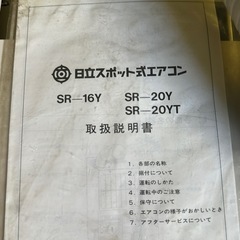 日立スポット式エアコン
SR—16Y SR—20Y
SR—20YT
取扱説明書
1. 各部の名称
2. 据付について
3. 運転のしかた
4. 運転中のご注意
5. 保守について
6. エアコンの様子がおかしいとき
7. アフターサービスについて